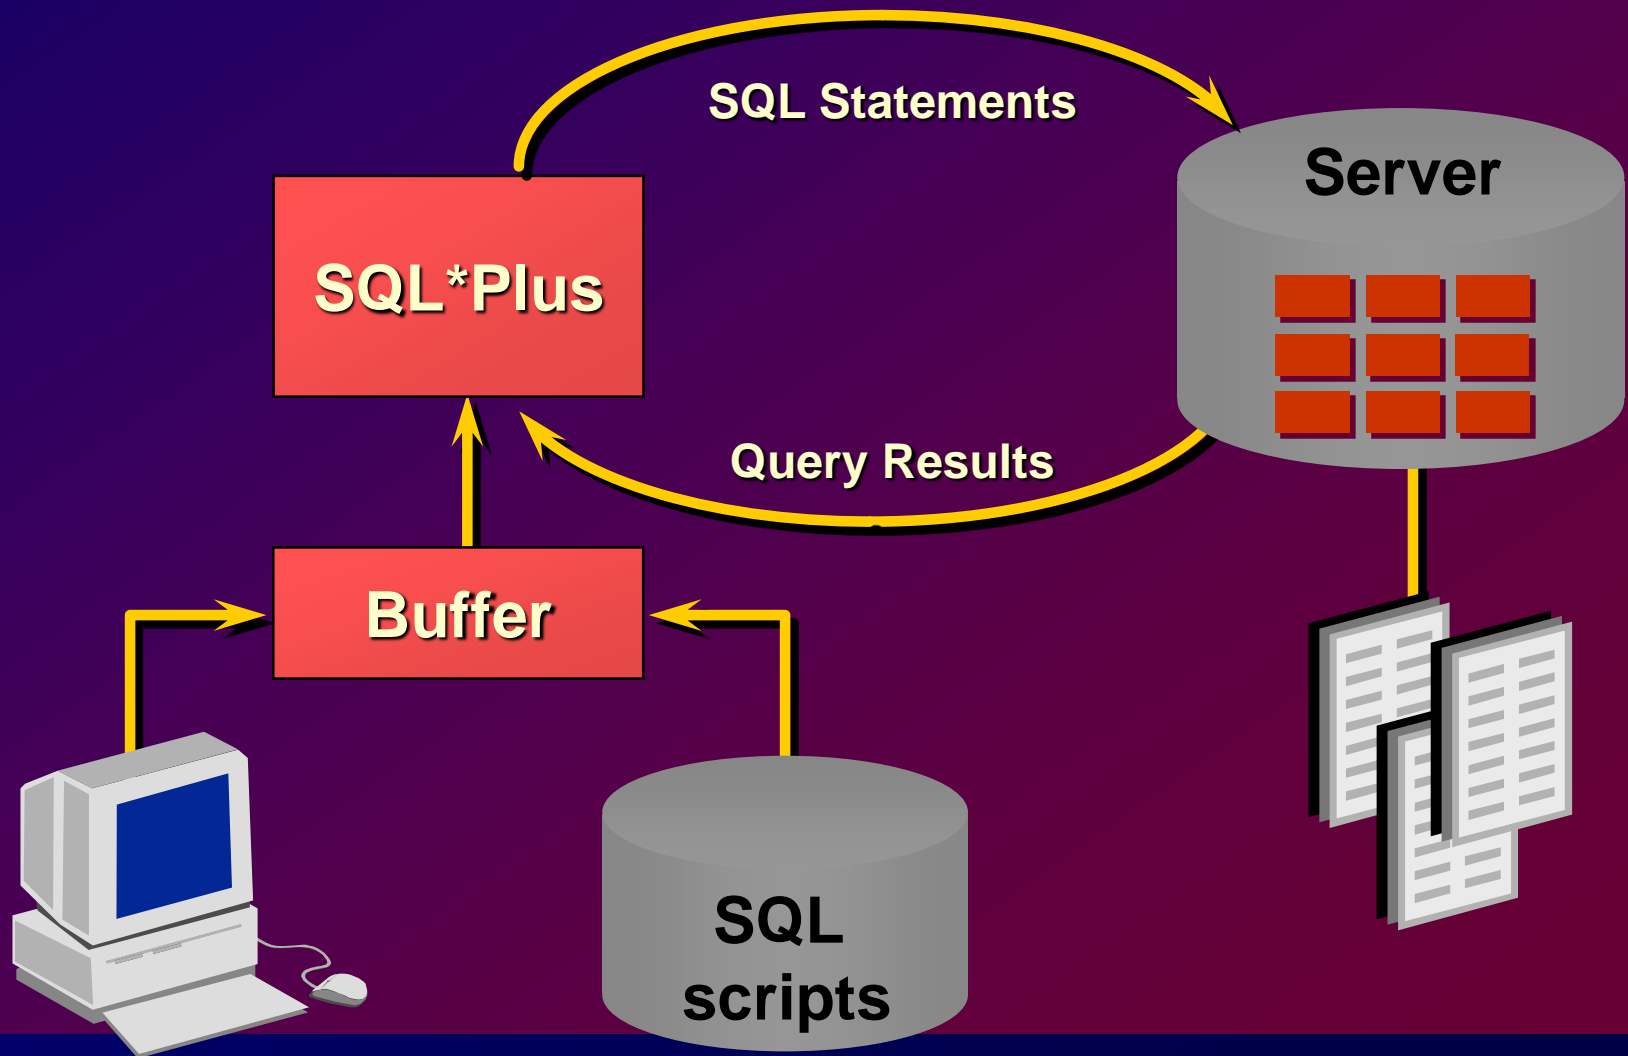 SQL Statements
Server
SQL*Plus
Query Results
Buffer
SQL
scripts